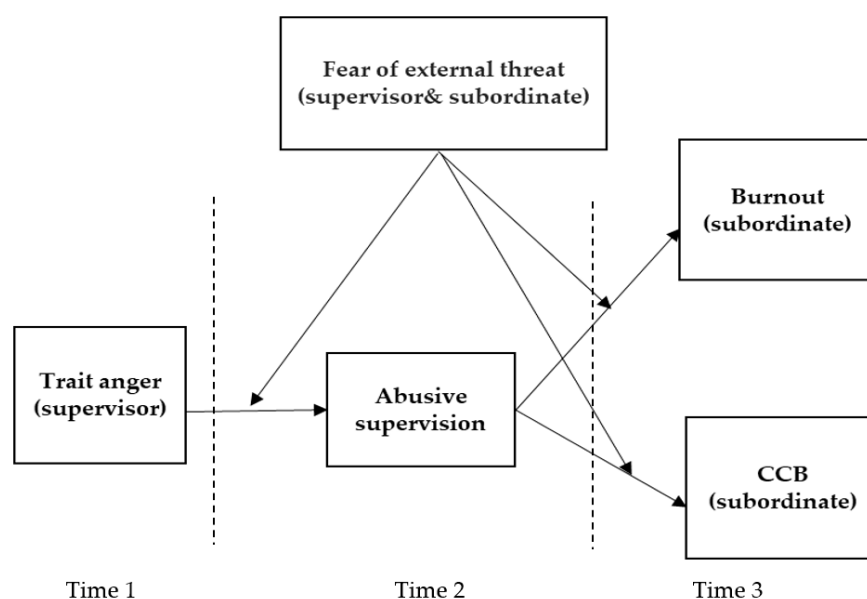 Fear of external threat
(supervisor& subordinate)
Burnout
(subordinate)
Trait anger
(supervisor)
Abusive
supervision
CCB
(subordinate)
Time 1
Time 2
Time 3